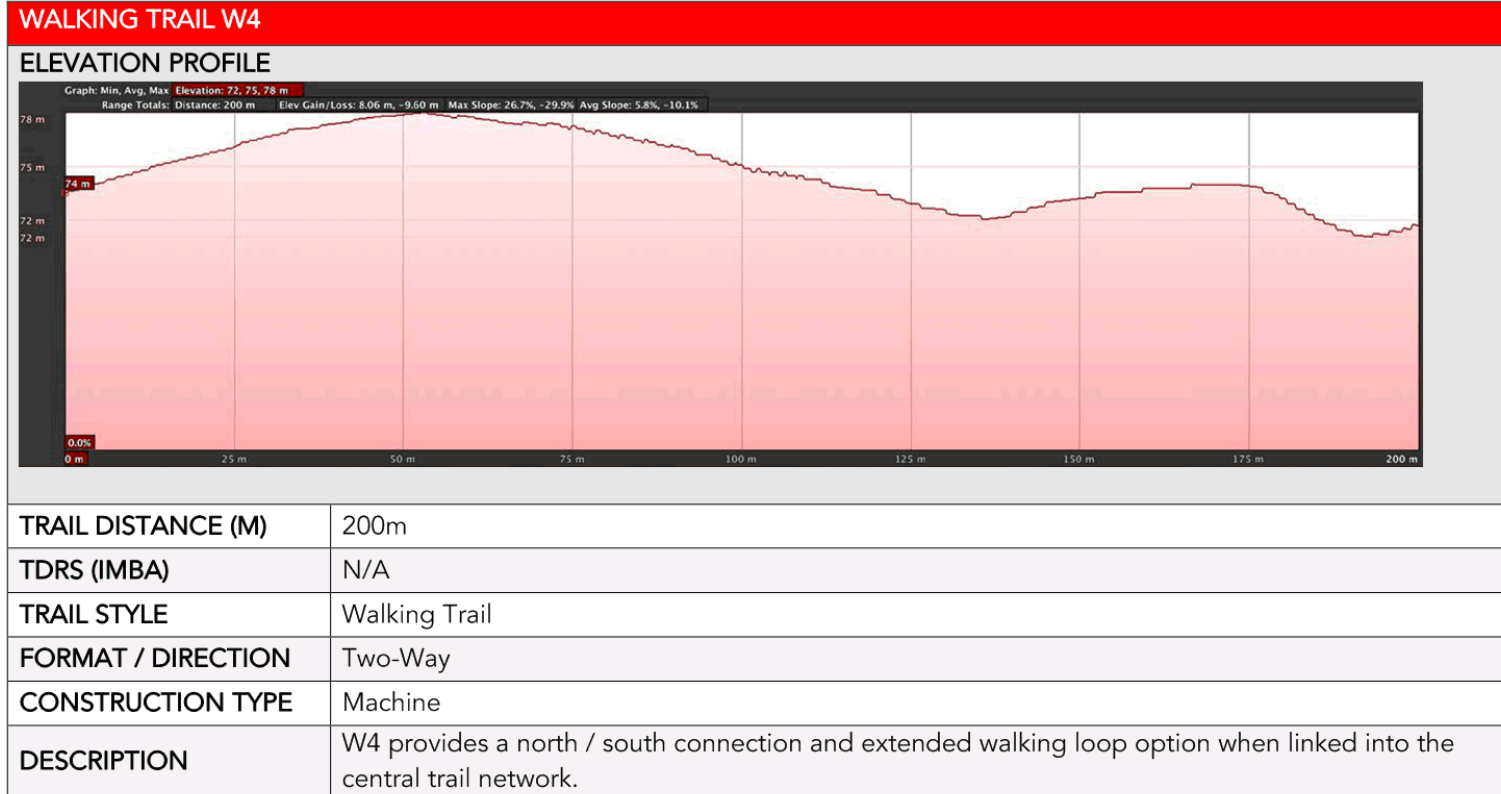 WALKING TRAIL W4
ELEVATION PROFILE
Graph: Min, Avg, Max Elevation: 72, 75, 78 m
Range Totals: Distance: 200 m Elev Gain/Loss: 8.06 m, -9.60 m Max Slope: 26.7%, -29.9% Avg Slope: 5.8%, -10.1%
78 m
75 m
74 m
72 m
72 m
0.0%
0 m 25 m 50 m 75 m 100 m 125 m 150 m 175 m 200 m
TRAIL DISTANCE (M) 200m
TDRS (IMBA) N/A
TRAIL STYLE Walking Trail
FORMAT / DIRECTION Two-Way
CONSTRUCTION TYPE Machine
DESCRIPTION W4 provides a north / south connection and extended walking loop option when linked into the
central trail network.